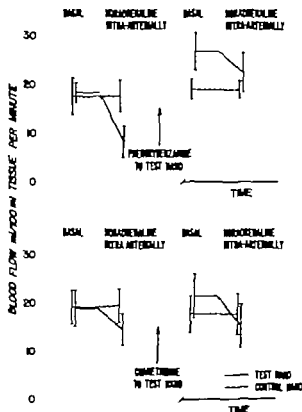 BASAL NORADRENALINE
INTRA-ARTERIALLY
BASAL NORADRENALINE
INTRA-ARTERIALLY
30
20
10
0
PHENOXYBENZAMINE
TO TEST HAND
TIME
BLOOD FLOW ml/100 ml TISSUE PER MINUTE
BASAL NORADRENALINE
INTRA-ARTERIALLY
BASAL NORADRENALINE
INTRA-ARTERIALLY
30
20
10
0
TO TEST HAND
TEST HAND
CONTROL HAND
TIME